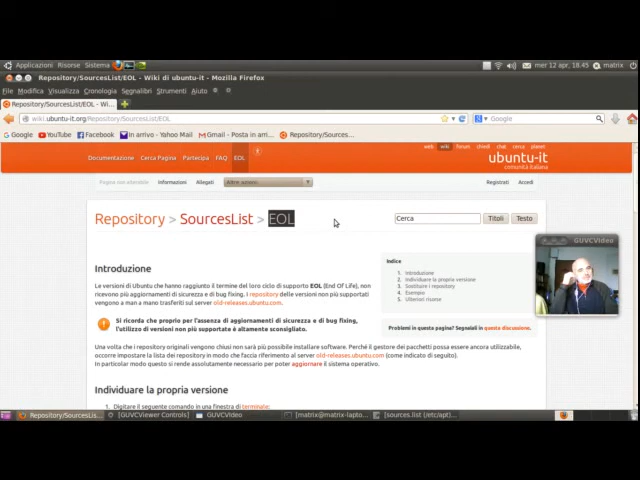 Applicazioni Risorse Sistema
mer 12 apr, 18.45 matrix
Repository/SourcesList/EOL - Wiki di ubuntu-it - Mozilla Firefox
File Modifica Visualizza Cronologia Segnalibri Strumenti Aiuto
Repository/SourcesList/EOL - Wi...
wiki.ubuntu-it.org/Repository/SourcesList/EOL
Google
Google YouTube Facebook In arrivo - Yahoo Mail Gmail - Posta in arri... Repository/Sources...
web wiki forum chiedi chat cerca planet
Documentazione Cerca Pagina Partecipa FAQ EOL
ubuntu-it
comunità italiana
Pagina non alterabile Informazioni Allegati Altre azioni
Registrati Accedi
Repository > SourcesList > EOL
Cerca Titoli Testo
GUVCVideo
Introduzione
Le versioni di Ubuntu che hanno raggiunto il termine del loro ciclo di supporto EOL (End Of Life), non
ricevono più aggiornamenti di sicurezza e di bug fixing. I repository delle versioni non più supportati
vengono a man a mano trasferiti sul server old-releases.ubuntu.com.
Si ricorda che proprio per l'assenza di aggiornamenti di sicurezza e di bug fixing,
l'utilizzo di versioni non più supportate è altamente sconsigliato.
Indice
1. Introduzione
2. Individuare la propria versione
3. Sostituire i repository
4. Esempio
5. Ulteriori risorse
Problemi in questa pagina? Segnalali in questa discussione.
Una volta che i repository originali vengono chiusi non sarà più possibile installare software. Perché il gestore dei pacchetti possa essere ancora utilizzabile,
occorre impostare la lista dei repository in modo che faccia riferimento al server old-releases.ubuntu.com (come indicato di seguito).
In particolar modo questo si rende assolutamente necessario per poter aggiornare il sistema operativo.
Individuare la propria versione
1. Digitare il seguente comando in una finestra di terminale:
Repository/SourcesLis... [GUVCViewer Controls] GUVCVideo [matrix@matrix-lapto... [sources.list (/etc/apt)...